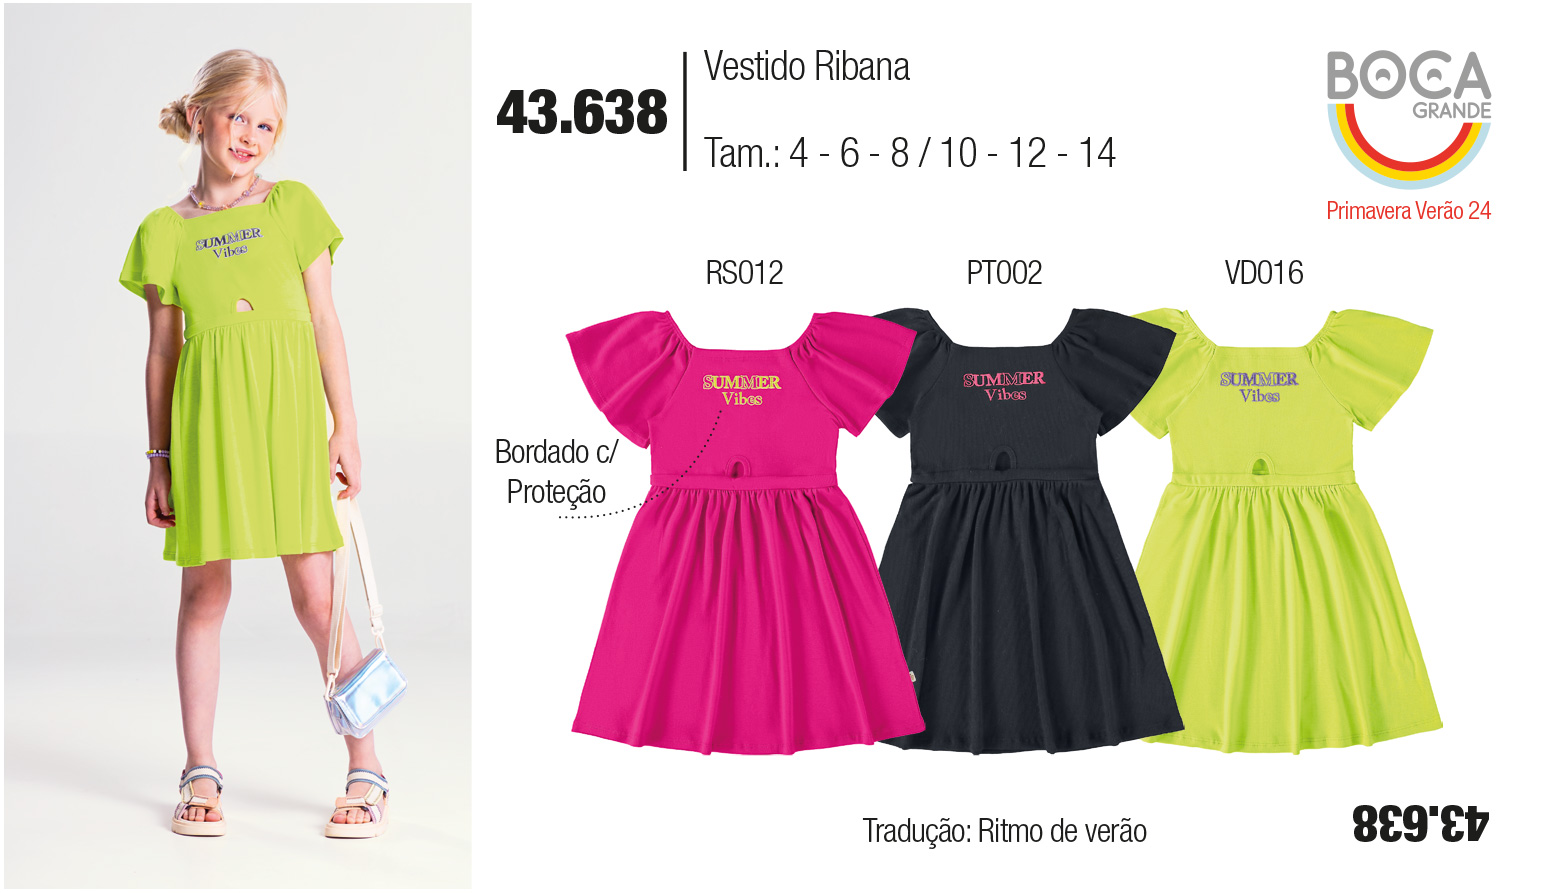 SUMMER
Vibes
43.638
Vestido Ribana
Tam.: 4 - 6 - 8 / 10 - 12 - 14
BOCA
GRANDE
Primavera Verão 24
RS012
PT002
VD016
SUMMER
Vibes
SUMMER
Vibes
SUMMER
Vibes
Bordado c/
Proteção
Tradução: Ritmo de verão
43.638